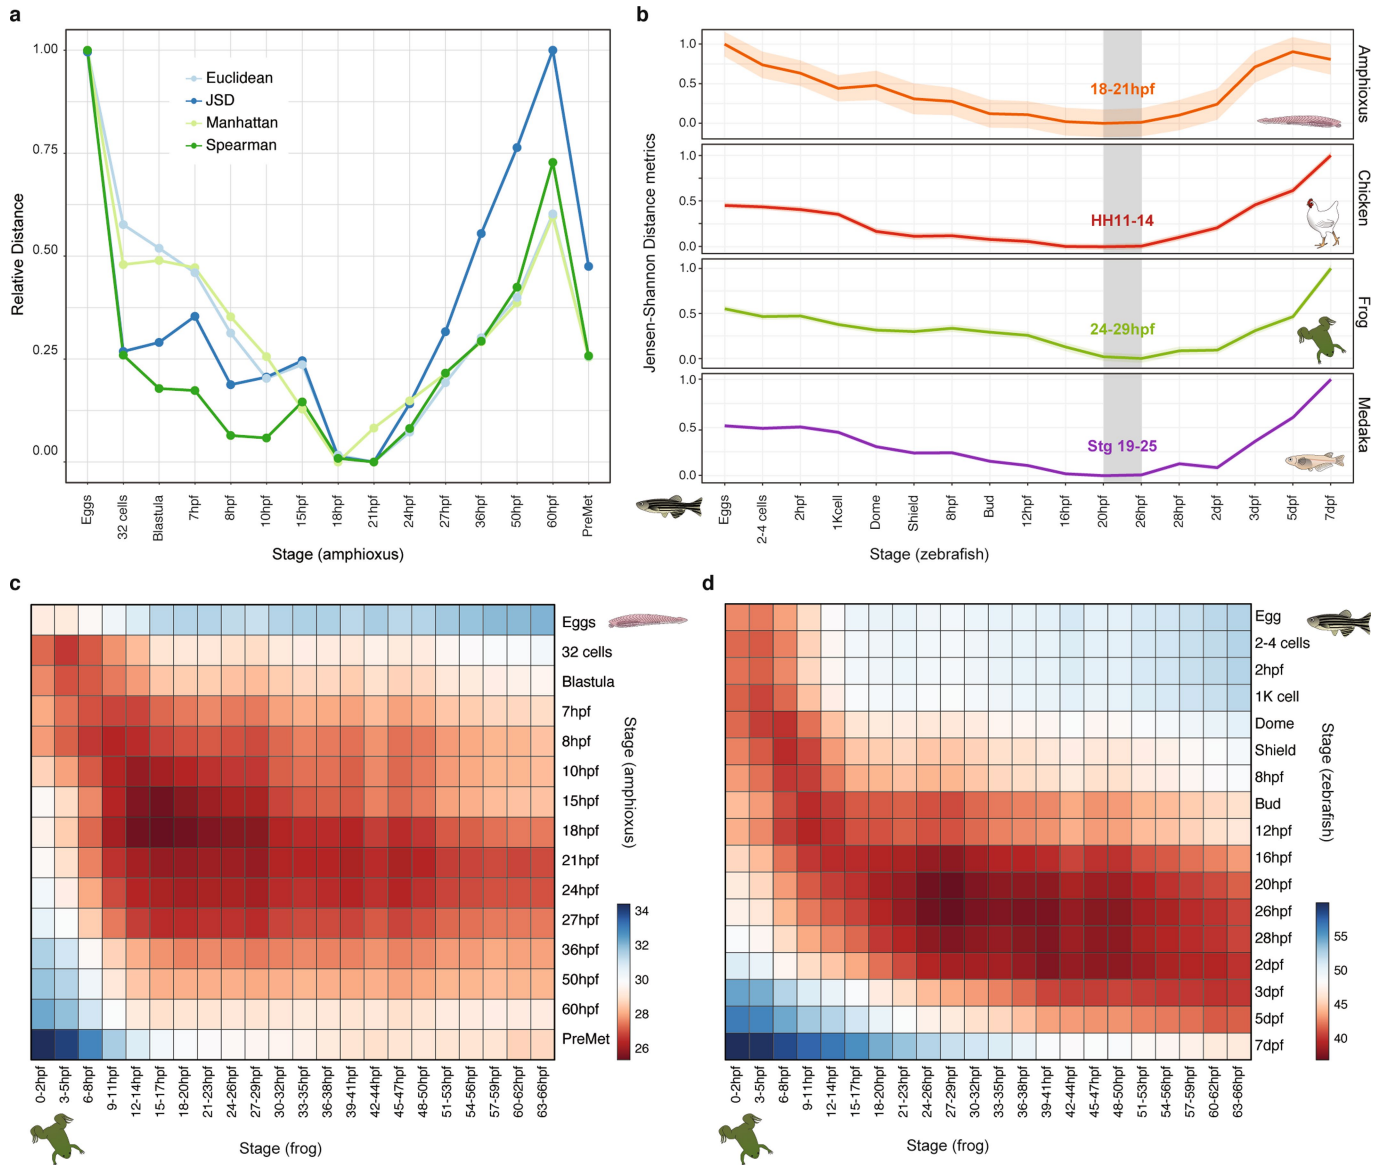 a
1.00
0.75
0.50
0.25
0.00
Relative Distance
Euclidean
JSD
Manhattan
Spearman
Eggs
32 cells
Blastula
7hpf
8hpf
10hpf
15hpf
18hpf
21hpf
24hpf
27hpf
36hpf
50hpf
60hpf
PreMet
Stage (amphioxus)
b
Jensen-Shannon Distance metrics
1.0
0.5
0.0
18-21hpf
Amphioxus
1.0
0.5
0.0
HH11-14
Chicken
1.0
0.5
0.0
24-29hpf
Frog
1.0
0.5
0.0
Stg 19-25
Medaka
Eggs
2-4 cells
2hpf
1Kcell
Dome
Shield
8hpf
Bud
12hpf
16hpf
20hpf
26hpf
28hpf
2dpf
3dpf
5dpf
7dpf
Stage (zebrafish)
c
Eggs
32 cells
Blastula
7hpf
8hpf
10hpf
15hpf
18hpf
21hpf
24hpf
27hpf
36hpf
50hpf
60hpf
PreMet
Stage (amphioxus)
34
32
30
28
26
0-2hpf
3-5hpf
6-8hpf
9-11hpf
12-14hpf
15-17hpf
18-20hpf
21-23hpf
24-26hpf
27-29hpf
30-32hpf
33-35hpf
36-38hpf
39-41hpf
42-44hpf
45-47hpf
48-50hpf
51-53hpf
54-56hpf
57-59hpf
60-62hpf
63-66hpf
Stage (frog)
d
Egg
2-4 cells
2hpf
1K cell
Dome
Shield
8hpf
Bud
12hpf
16hpf
20hpf
26hpf
28hpf
2dpf
3dpf
5dpf
7dpf
Stage (zebrafish)
55
50
45
40
0-2hpf
3-5hpf
6-8hpf
9-11hpf
12-14hpf
15-17hpf
18-20hpf
21-23hpf
24-26hpf
27-29hpf
30-32hpf
33-35hpf
36-38hpf
39-41hpf
42-44hpf
45-47hpf
48-50hpf
51-53hpf
54-56hpf
57-59hpf
60-62hpf
63-66hpf
Stage (frog)